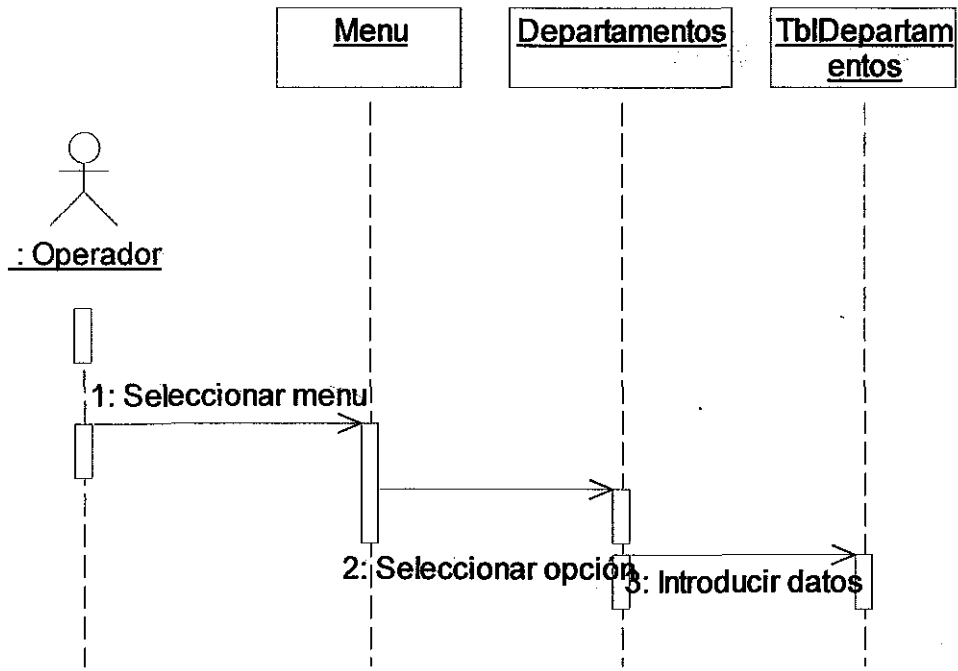 Menu
Departamentos
TblDepartam
entos
: Operador
1: Seleccionar menu
2: Seleccionar opción
3: Introducir datos